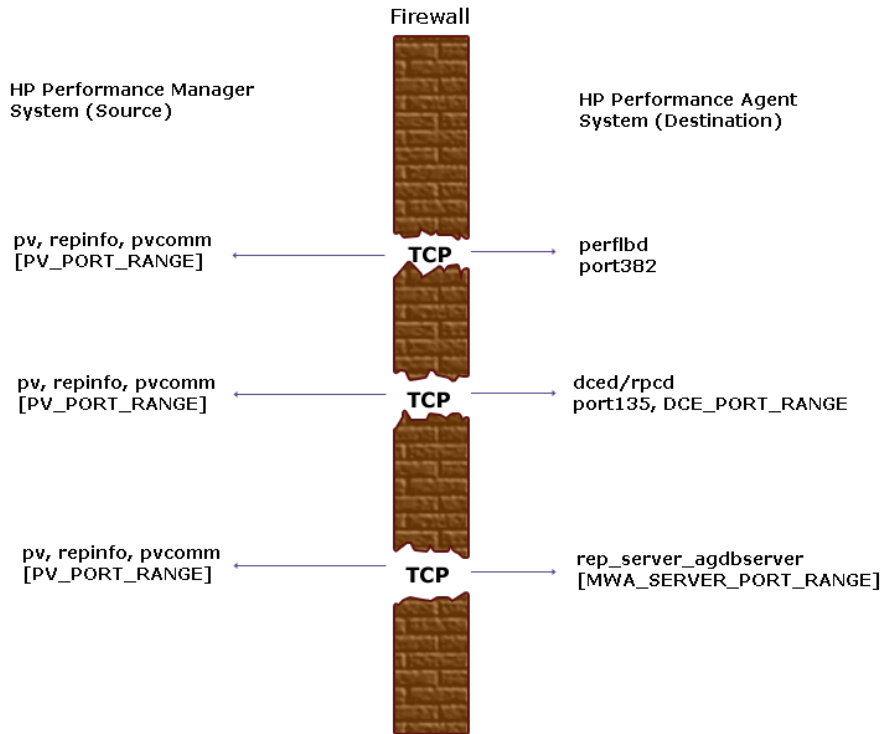 Firewall
HP Performance Manager
System (Source)
HP Performance Agent
System (Destination)
pv, repinfo, pvcomm
[PV_PORT_RANGE]
TCP
perflbd
port382
pv, repinfo, pvcomm
[PV_PORT_RANGE]
TCP
dced/rpcd
port135, DCE_PORT_RANGE
pv, repinfo, pvcomm
[PV_PORT_RANGE]
TCP
rep_server_agdbserver
[MWA_SERVER_PORT_RANGE]